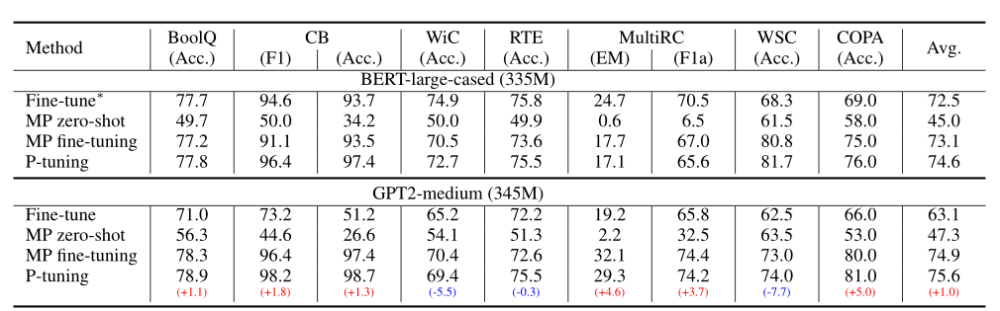 Method BoolQ CB WiC RTE MultiRC WSC COPA Avg.
(Acc.) (F1) (Acc.) (Acc.) (Acc.) (EM) (F1a) (Acc.) (Acc.)
BERT-large-cased (335M)
Fine-tune* 77.7 94.6 93.7 74.9 75.8 24.7 70.5 68.3 69.0 72.5
MP zero-shot 49.7 50.0 34.2 50.0 49.9 0.6 6.5 61.5 58.0 45.0
MP fine-tuning 77.2 91.1 93.5 70.5 73.6 17.7 67.0 80.8 75.0 73.1
P-tuning 77.8 96.4 97.4 72.7 75.5 17.1 65.6 81.7 76.0 74.6
GPT2-medium (345M)
Fine-tune 71.0 73.2 51.2 65.2 72.2 19.2 65.8 62.5 66.0 63.1
MP zero-shot 56.3 44.6 26.6 54.1 51.3 2.2 32.5 63.5 53.0 47.3
MP fine-tuning 78.3 96.4 97.4 70.4 72.6 32.1 74.4 73.0 80.0 74.9
P-tuning 78.9 98.2 98.7 69.4 75.5 29.3 74.2 74.0 81.0 75.6
(+1.1) (+1.8) (+1.3) (-5.5) (-0.3) (+4.6) (+3.7) (-7.7) (+5.0) (+1.0)